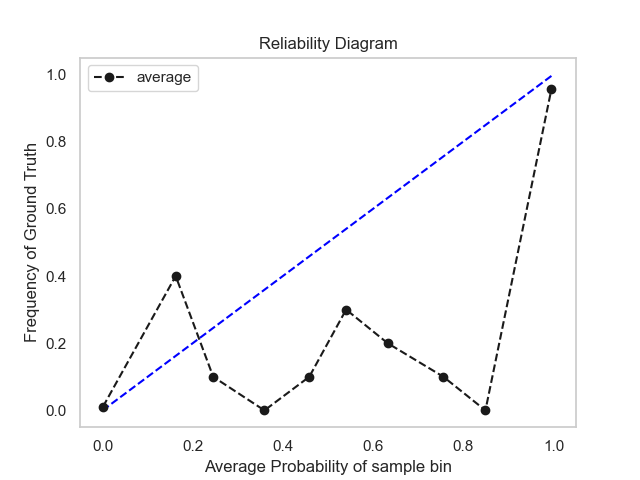 Reliability Diagram
average
Frequency of Ground Truth
1.0
0.8
0.6
0.4
0.2
0.0
0.0 0.2 0.4 0.6 0.8 1.0
Average Probability of sample bin